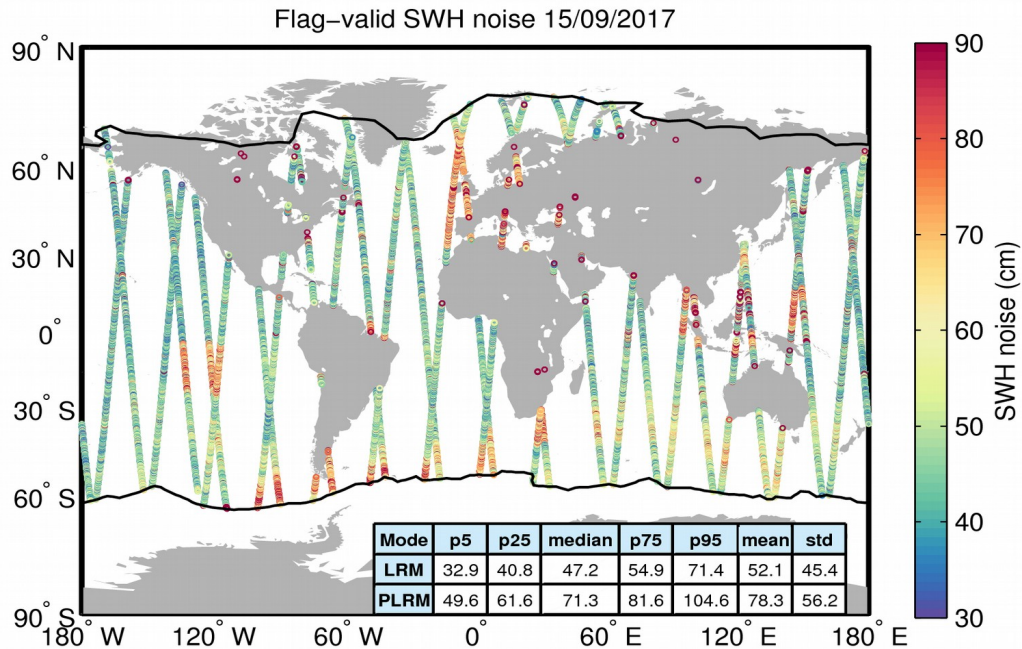 Flag−valid SWH noise 15/09/2017
90° N
60° N
30° N
0°
30° S
60° S
90° S
180° W
120° W
60° W
0°
60° E
120° E
180° E
90
80
70
60
50
40
30
SWH noise (cm)
Mode p5 p25 median p75 p95 mean std
LRM 32.9 40.8 47.2 54.9 71.4 52.1 45.4
PLRM 49.6 61.6 71.3 81.6 104.6 78.3 56.2